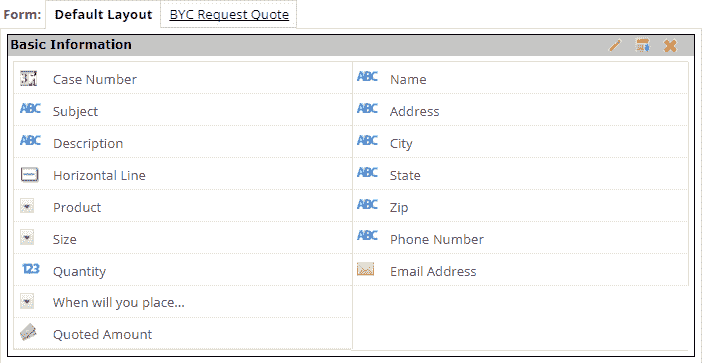 Form: Default Layout BYC Request Quote
Basic Information
Case Number
ABC Subject
ABC Description
Horizontal Line
Product
Size
123 Quantity
When will you place...
Quoted Amount
ABC Name
ABC Address
ABC City
ABC State
ABC Zip
ABC Phone Number
Email Address